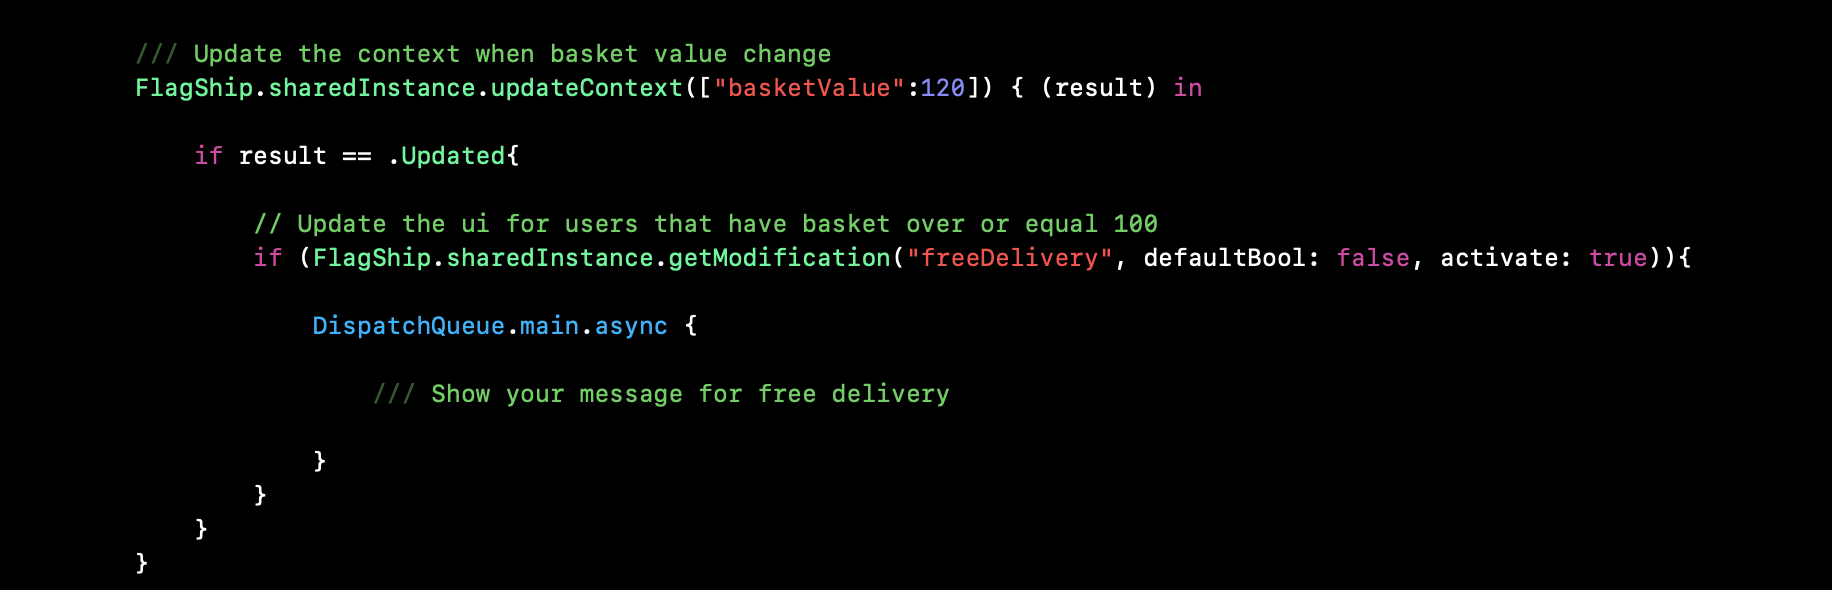 /// Update the context when basket value change
FlagShip.sharedInstance.updateContext(["basketValue":120]) { (result) in
if result == .Updated{
// Update the ui for users that have basket over or equal 100
if (FlagShip.sharedInstance.getModification("freeDelivery", defaultBool: false, activate: true)){
DispatchQueue.main.async {
/// Show your message for free delivery
}
}
}
}